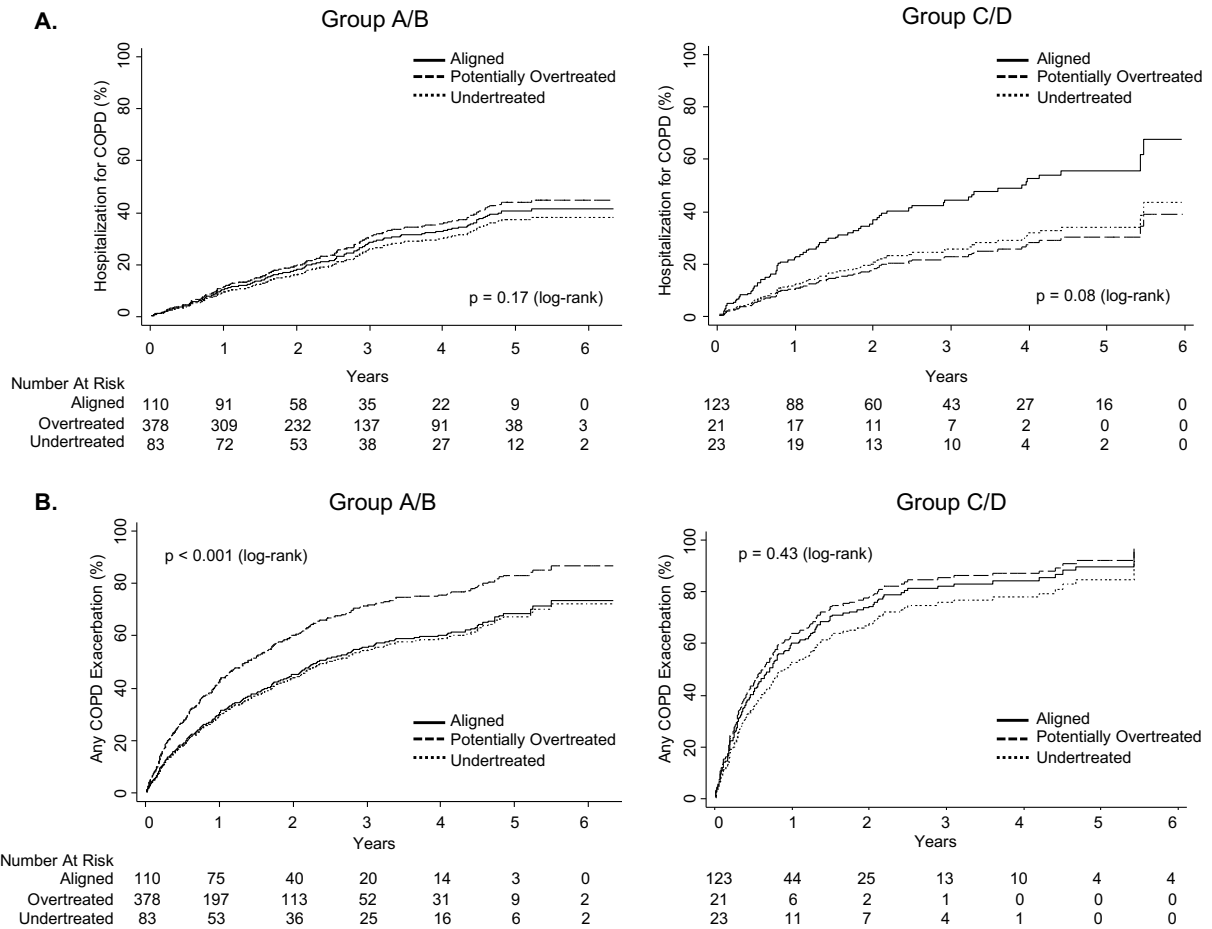 A.
Group A/B
Group C/D
Hospitalization for COPD (%)
100
80
60
40
20
0
Aligned
Potentially Overtreated
Undertreated
p = 0.17 (log-rank)
0 1 2 3 4 5 6
Years
Hospitalization for COPD (%)
100
80
60
40
20
0
Aligned
Potentially Overtreated
Undertreated
p = 0.08 (log-rank)
0 1 2 3 4 5 6
Years
Number At Risk
Aligned 110 91 58 35 22 9 0 123 88 60 43 27 16 0
Overtreated 378 309 232 137 91 38 3 21 17 11 7 2 0 0
Undertreated 83 72 53 38 27 12 2 23 19 13 10 4 2 0
B.
Group A/B
Group C/D
Any COPD Exacerbation (%)
100
80
60
40
20
0
p < 0.001 (log-rank)
Aligned
Potentially Overtreated
Undertreated
0 1 2 3 4 5 6
Years
Any COPD Exacerbation (%)
100
80
60
40
20
0
p = 0.43 (log-rank)
Aligned
Potentially Overtreated
Undertreated
0 1 2 3 4 5 6
Years
Number At Risk
Aligned 110 75 40 20 14 3 0 123 44 25 13 10 4 4
Overtreated 378 197 113 52 31 9 2 21 6 2 1 0 0 0
Undertreated 83 53 36 25 16 6 2 23 11 7 4 1 0 0